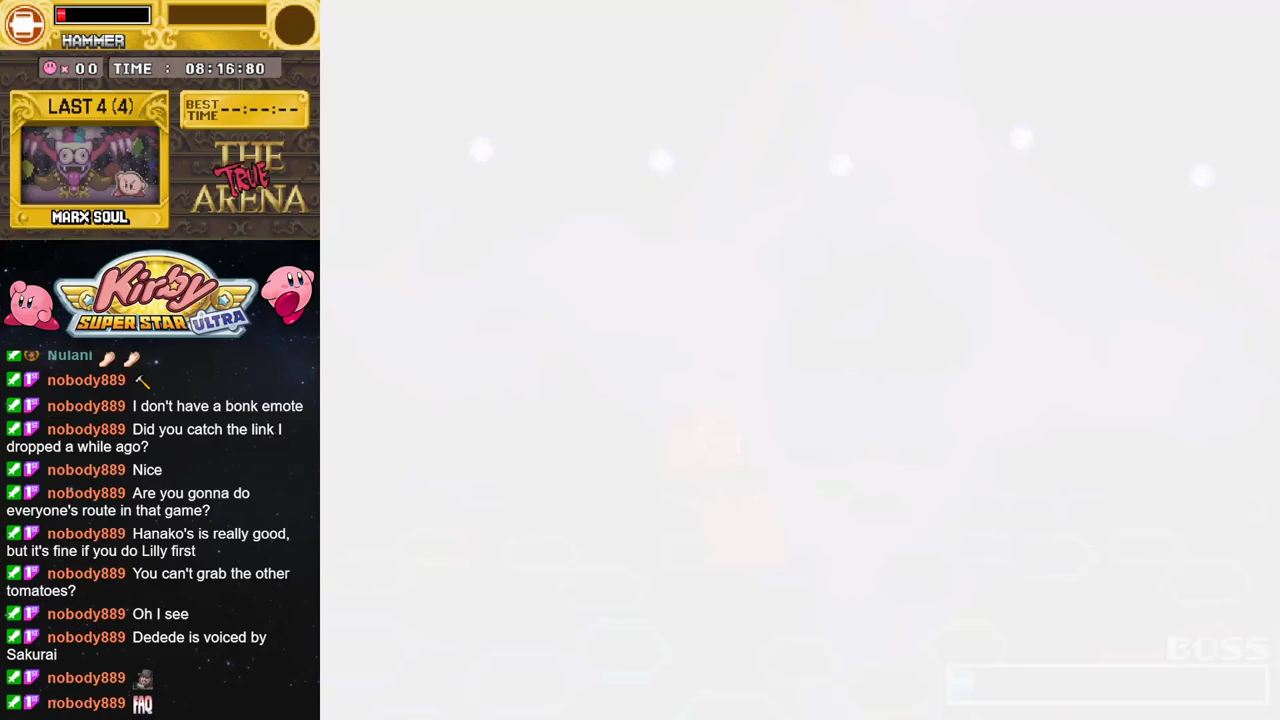 HAMMER
× 00 TIME : 08:16:80
LAST 4 (4)
BEST TIME --:--:--
THE TRUE ARENA
MARX SOUL
Kirby
SUPER STAR ULTRA
Nulani
nobody889
nobody889 I don't have a bonk emote
nobody889 Did you catch the link I
dropped a while ago?
nobody889 Nice
nobody889 Are you gonna do
everyone's route in that game?
nobody889 Hanako's is really good,
but it's fine if you do Lilly first
nobody889 You can't grab the other
tomatoes?
nobody889 Oh I see
nobody889 Dedede is voiced by
Sakurai
nobody889
nobody889 FAQ
BOSS